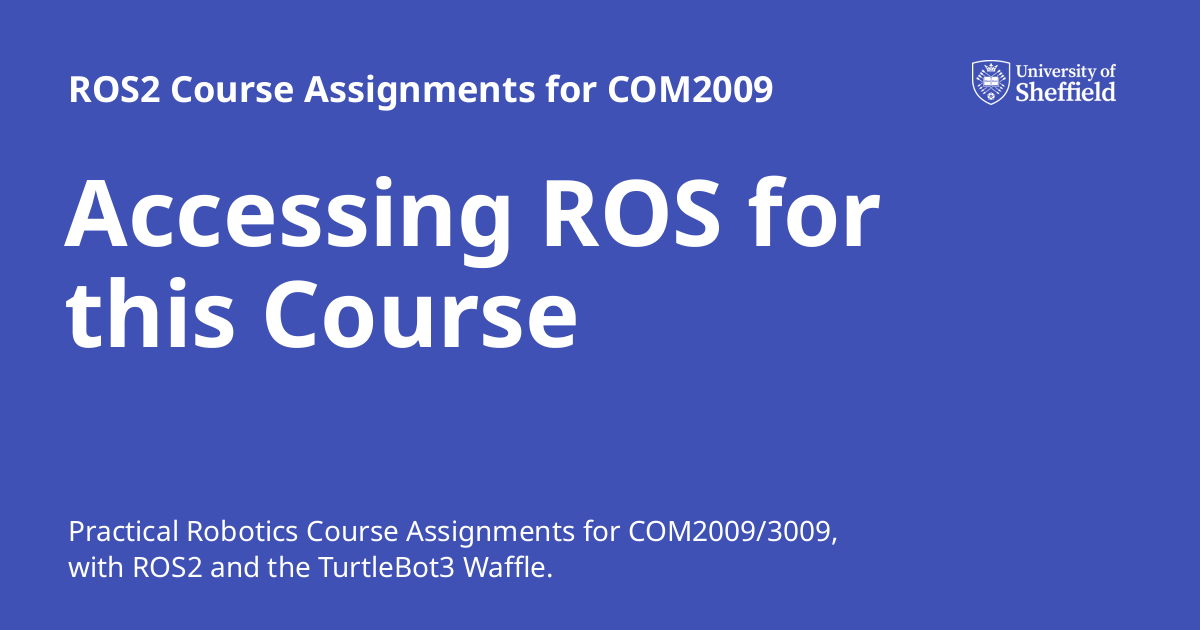 ROS2 Course Assignments for COM2009
University of
Sheffield
Accessing ROS for
this Course
Practical Robotics Course Assignments for COM2009/3009,
with ROS2 and the TurtleBot3 Waffle.